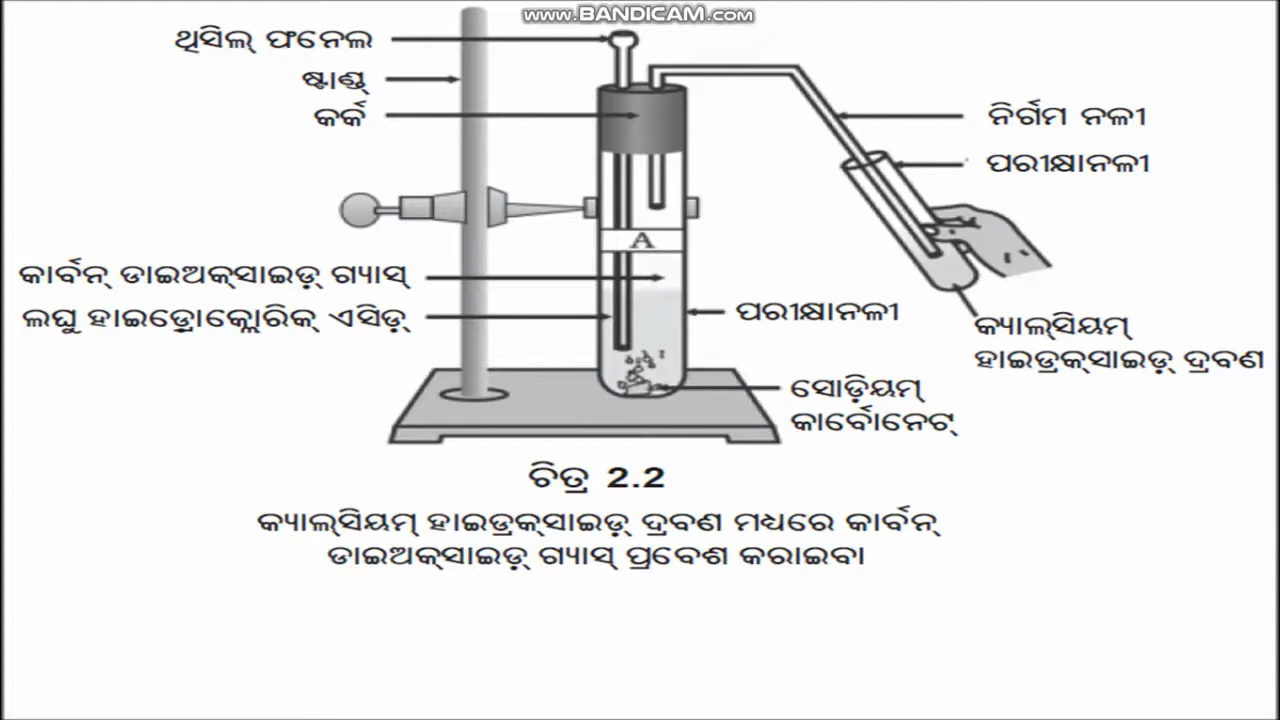 www.BANDICAM.com
ଥିସିଲ୍ ଫନେଲ
ଷ୍ଟାଣ୍ଡ୍
କର୍କ
ନିର୍ଗମ ନଳୀ
ପରୀକ୍ଷାନଳୀ
A
କାର୍ବନ୍ ଡାଇଅକ୍‌ସାଇଡ଼୍ ଗ୍ୟାସ୍
ଲଘୁ ହାଇଡ୍ରୋକ୍ଲୋରିକ୍ ଏସିଡ଼୍
ପରୀକ୍ଷାନଳୀ
କ୍ୟାଲ୍‌ସିୟମ୍
ହାଇଡ୍ରକ୍‌ସାଇଡ଼୍ ଦ୍ରବଣ
ସୋଡ଼ିୟମ୍
କାର୍ବୋନେଟ୍
ଚିତ୍ର 2.2
କ୍ୟାଲ୍‌ସିୟମ୍ ହାଇଡ୍ରକ୍‌ସାଇଡ଼୍ ଦ୍ରବଣ ମଧ୍ୟରେ କାର୍ବନ୍
ଡାଇଅକ୍‌ସାଇଡ଼୍ ଗ୍ୟାସ୍ ପ୍ରବେଶ କରାଇବା